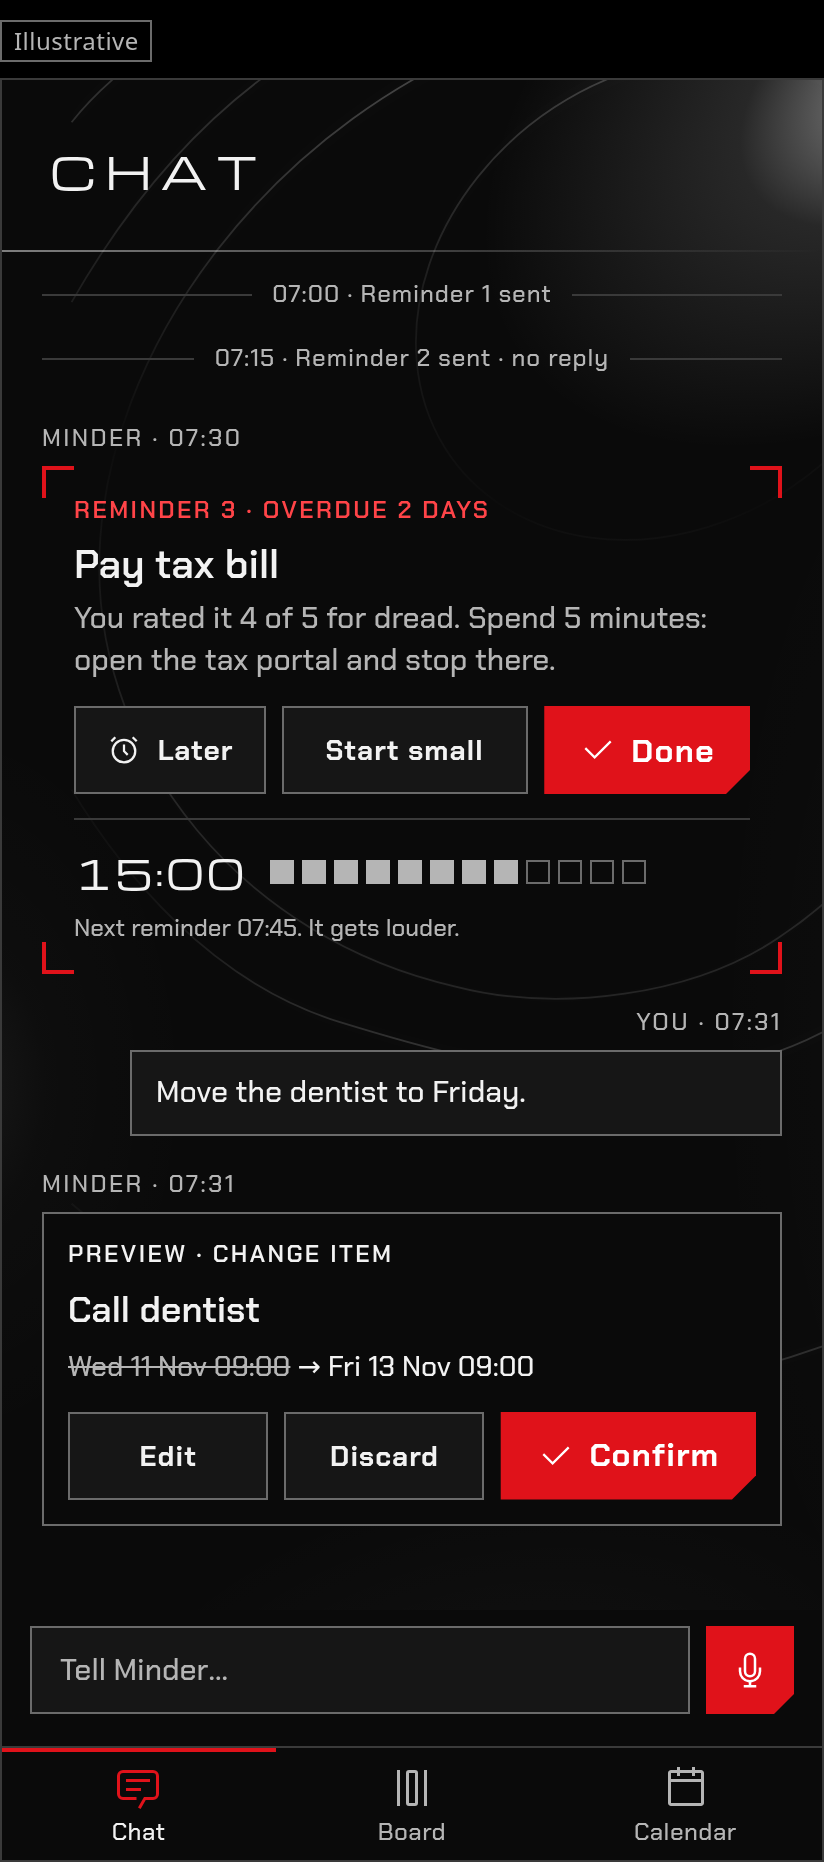 Illustrative
CHAT
07:00 · Reminder 1 sent
07:15 · Reminder 2 sent · no reply
MINDER · 07:30
REMINDER 3 · OVERDUE 2 DAYS
Pay tax bill
You rated it 4 of 5 for dread. Spend 5 minutes:
open the tax portal and stop there.
Later
Start small
Done
15:00
Next reminder 07:45. It gets louder.
YOU · 07:31
Move the dentist to Friday.
MINDER · 07:31
PREVIEW · CHANGE ITEM
Call dentist
Wed 11 Nov 09:00 → Fri 13 Nov 09:00
Edit
Discard
Confirm
Tell Minder...
Chat
Board
Calendar